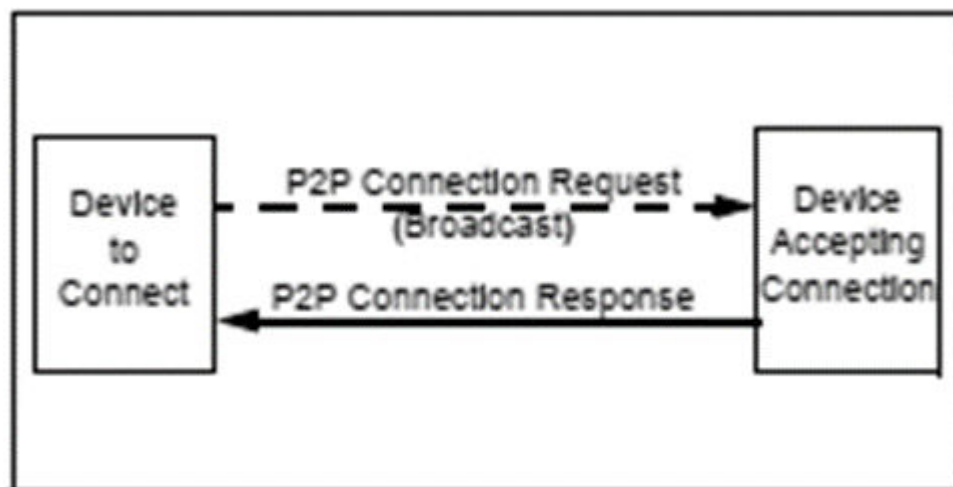 Device
to
Connect
P2P Connection Request
(Broadcast)
P2P Connection Response
Device
Accepting
Connection